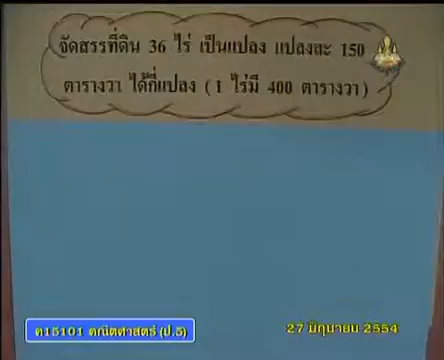 จัดสรรที่ดิน 36 ไร่ เป็นแปลง แปลงละ 150
ตารางวา ได้กี่แปลง (1 ไร่มี 400 ตารางวา)
ค15101 คณิตศาสตร์ (ป.5)
27 มิถุนายน 2554